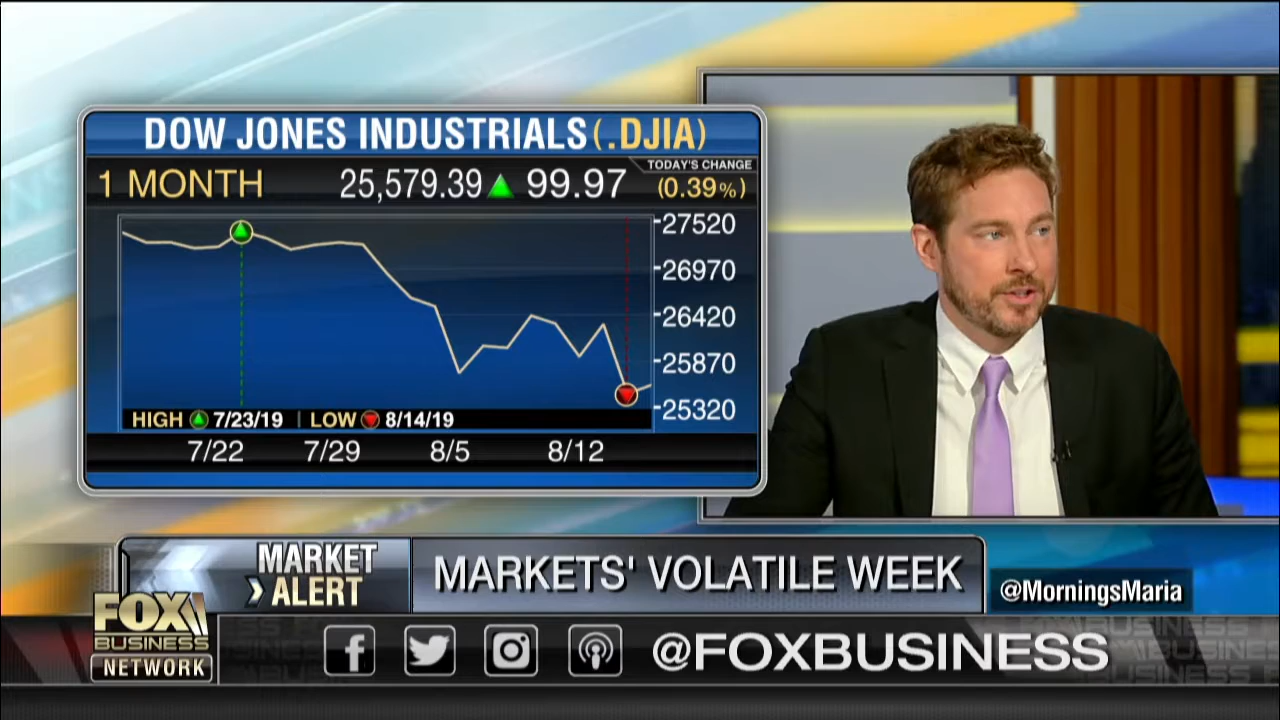 DOW JONES INDUSTRIALS (.DJIA)
TODAY'S CHANGE
1 MONTH 25,579.39 99.97 (0.39%)
27520
26970
26420
25870
25320
HIGH 7/23/19 | LOW 8/14/19
7/22 7/29 8/5 8/12
MARKET
ALERT
MARKETS' VOLATILE WEEK
@MorningsMaria
FOX
BUSINESS
NETWORK
@FOXBUSINESS